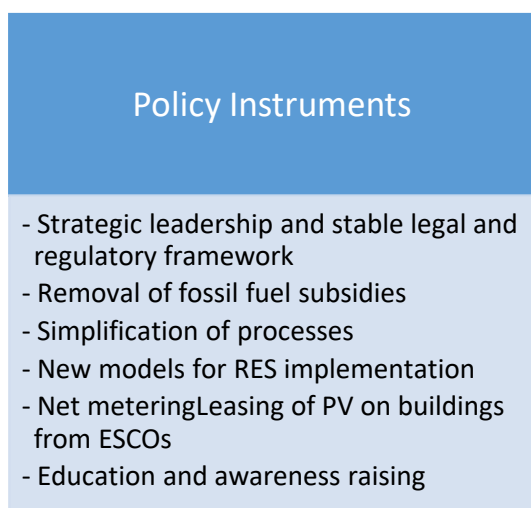 Policy Instruments
- Strategic leadership and stable legal and
regulatory framework
- Removal of fossil fuel subsidies
- Simplification of processes
- New models for RES implementation
- Net meteringLeasing of PV on buildings
from ESCOs
- Education and awareness raising